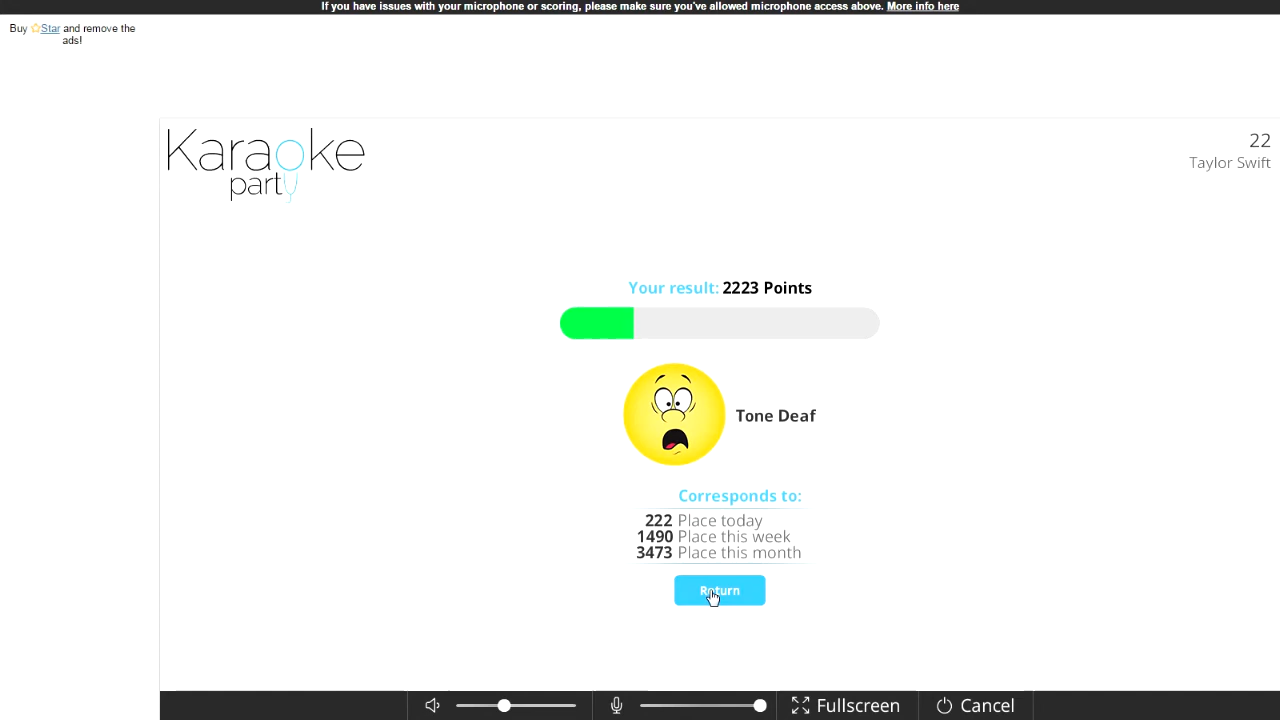 If you have issues with your microphone or scoring, please make sure you've allowed microphone access above. More info here
Buy Star and remove the
ads!
Karaoke
party
22
Taylor Swift
Your result: 2223 Points
Tone Deaf
Corresponds to:
222 Place today
1490 Place this week
3473 Place this month
Return
Fullscreen
Cancel